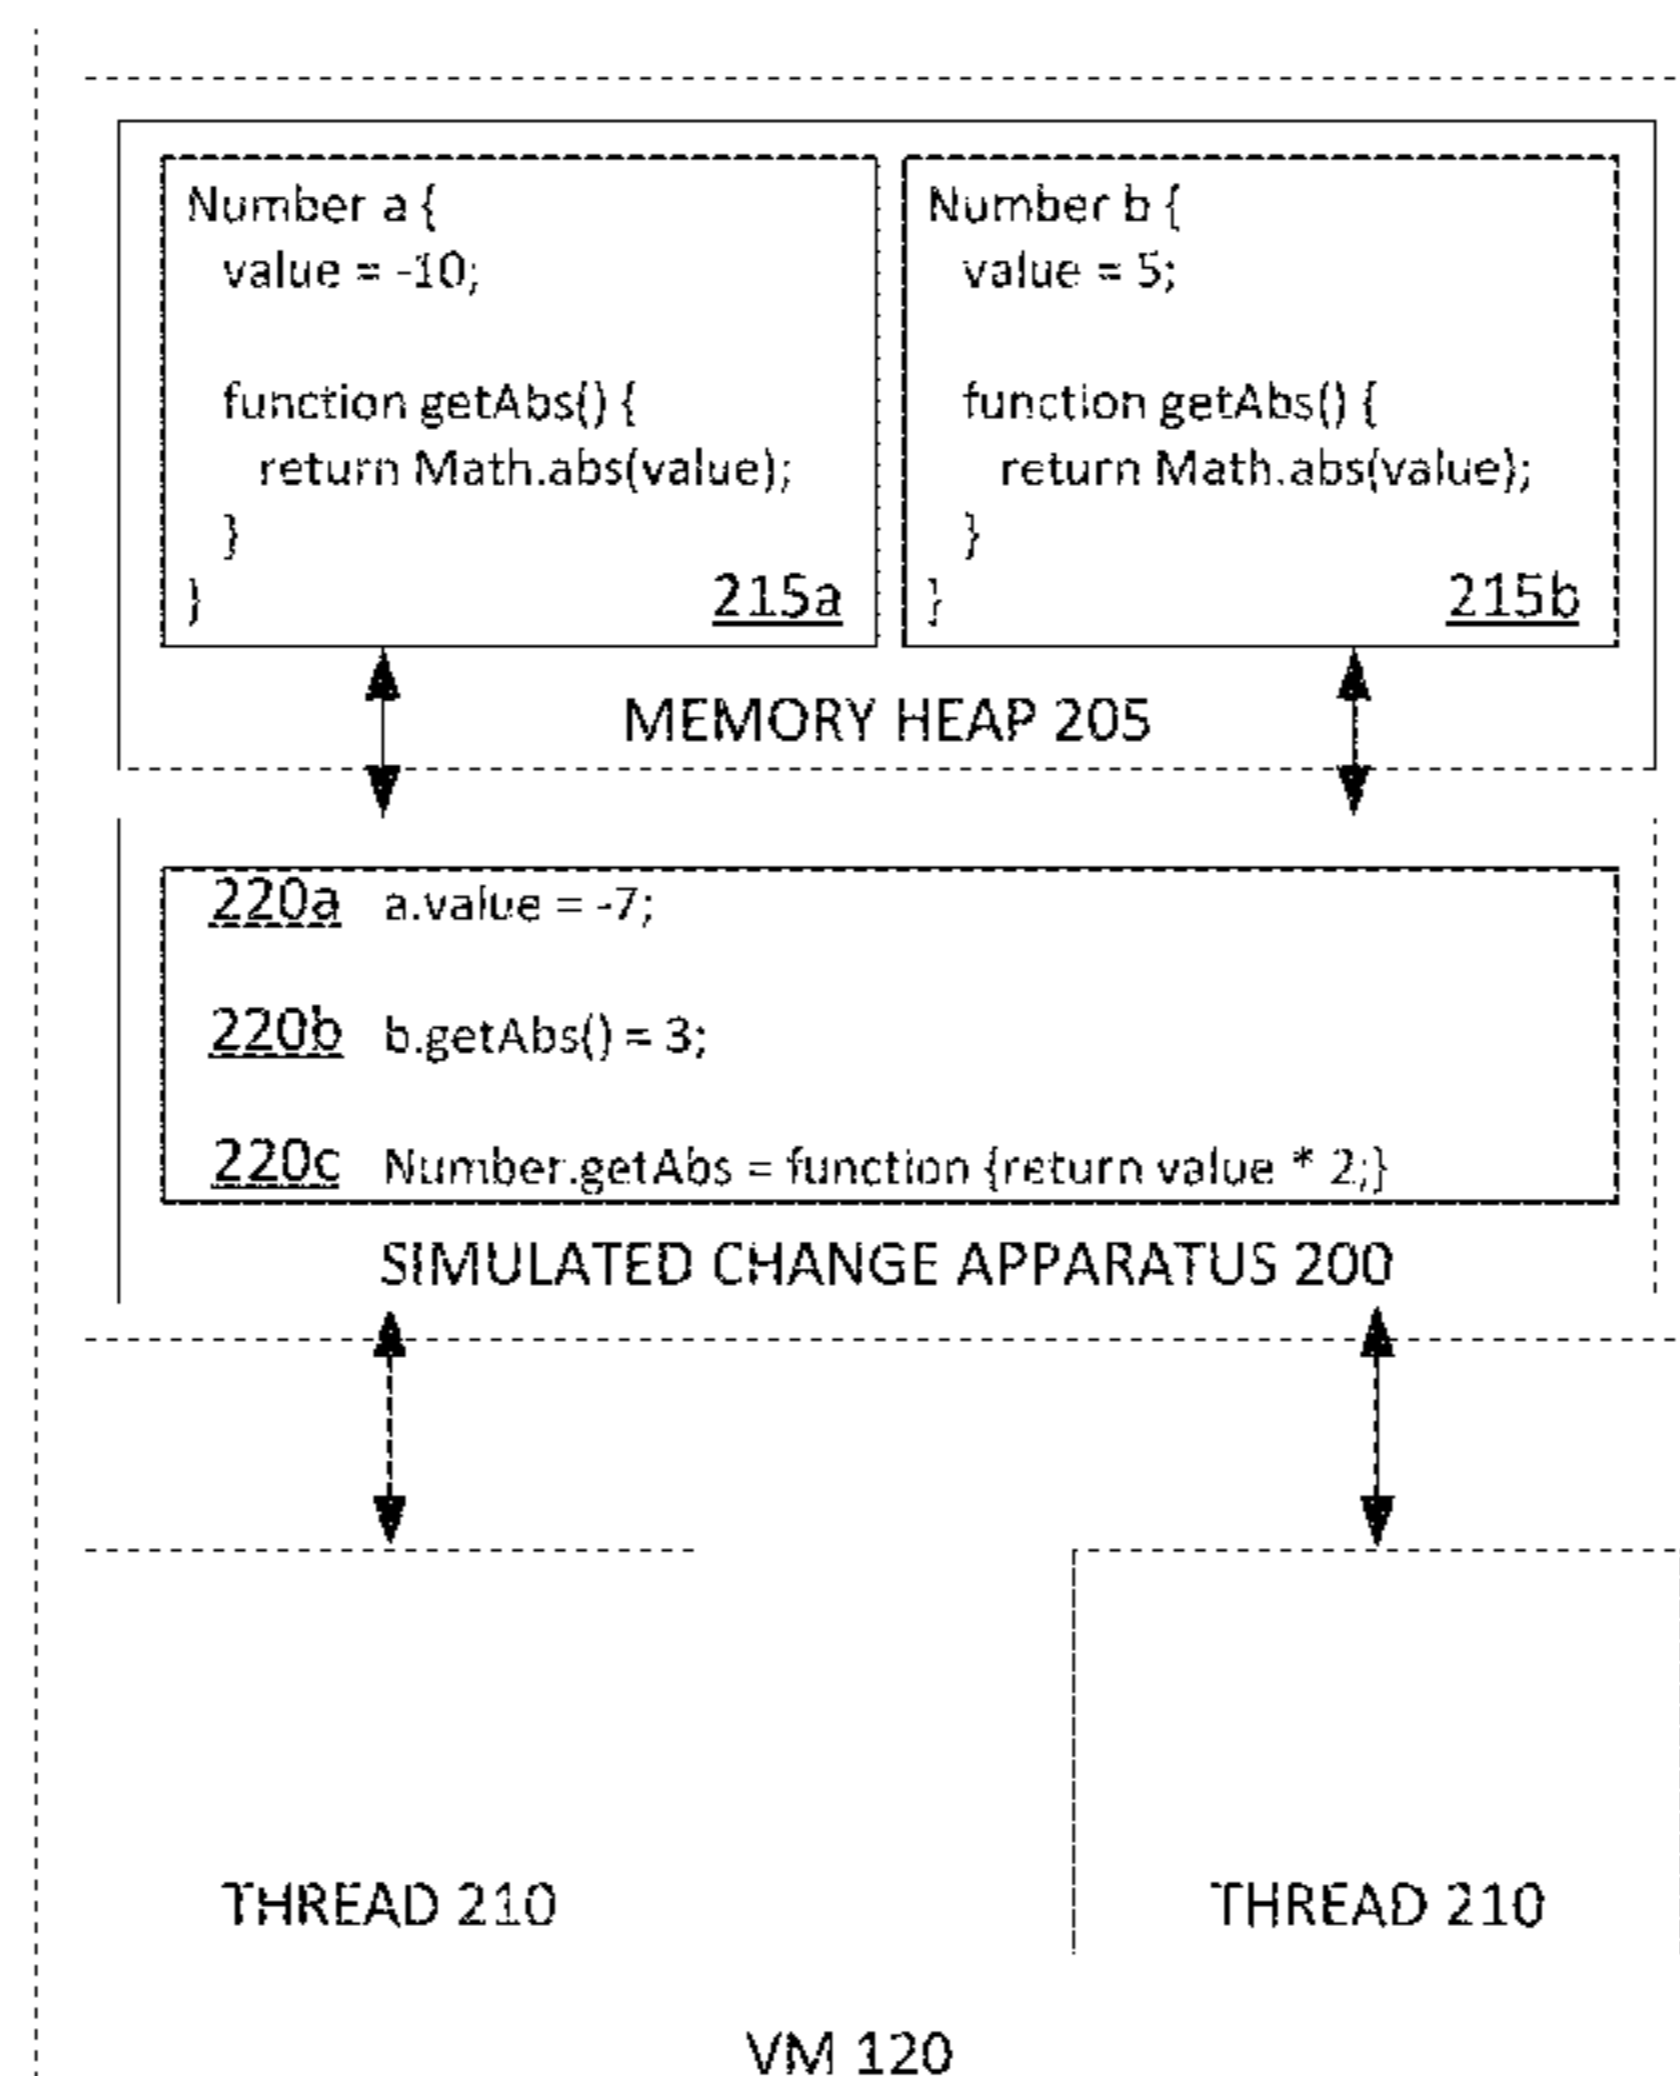 Number a {
value = -10;
function getAbs() {
return Math.abs(value);
}
}
215a
Number b {
value = 5;
function getAbs() {
return Math.abs(value);
}
}
215b
MEMORY HEAP 205
220a a.value = -7;
220b b.getAbs() = 3;
220c Number.getAbs = function {return value * 2;}
SIMULATED CHANGE APPARATUS 200
THREAD 210
THREAD 210
VM 120